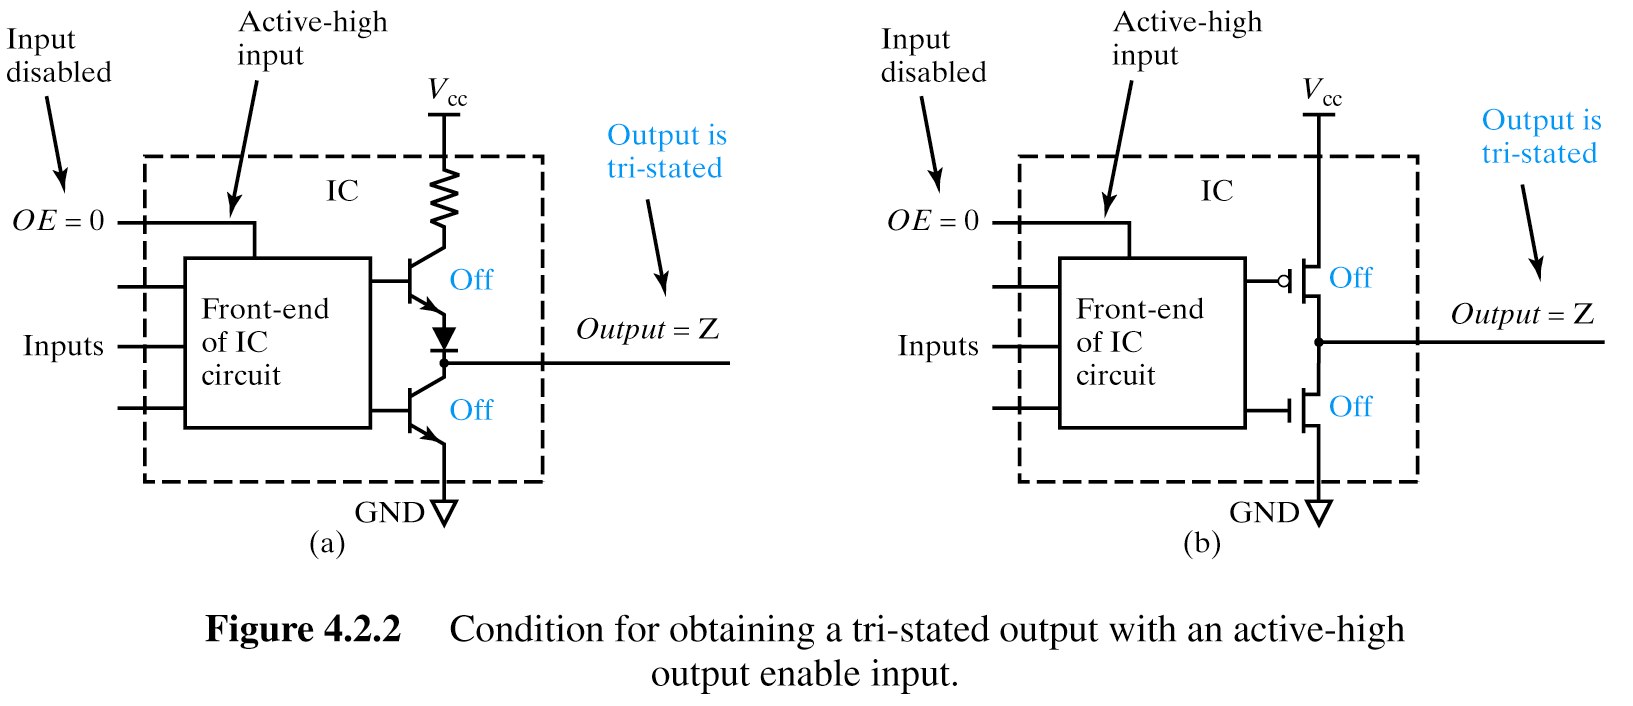 Input
disabled
Active-high
input
Vcc
Output is
tri-stated
IC
OE = 0
Off
Front-end
of IC
circuit
Inputs
Output = Z
Off
GND
(a)
Input
disabled
Active-high
input
Vcc
Output is
tri-stated
IC
OE = 0
Off
Front-end
of IC
circuit
Inputs
Output = Z
Off
GND
(b)
Figure 4.2.2 Condition for obtaining a tri-stated output with an active-high
output enable input.